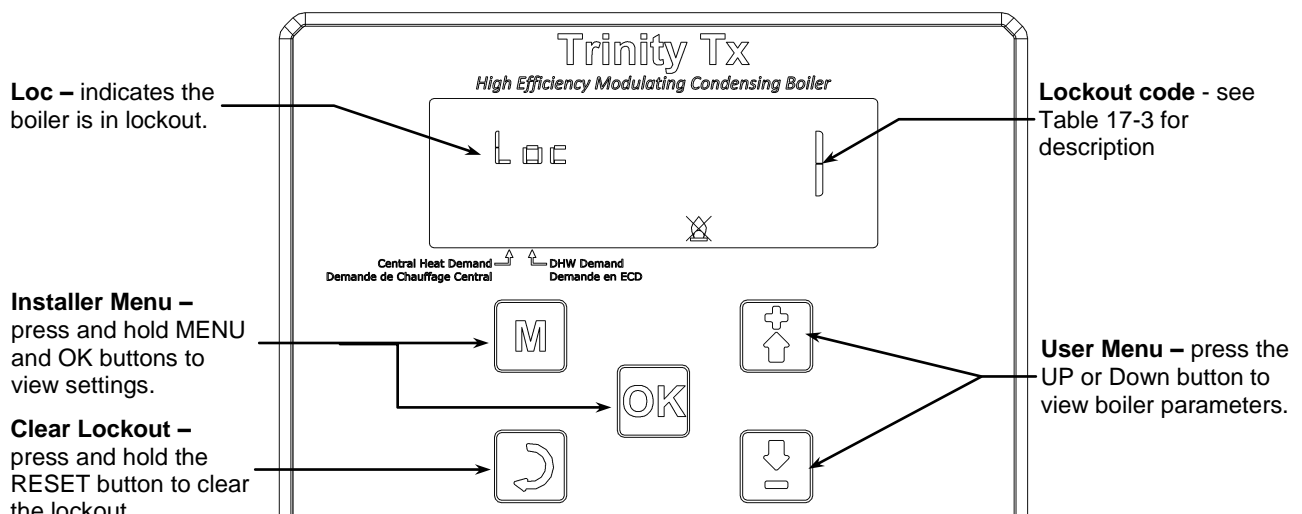 Trinity Tx
High Efficiency Modulating Condensing Boiler
Loc – indicates the
boiler is in lockout.
Loc
Lockout code - see
Table 17-3 for
description
Central Heat Demand
Demande de Chauffage Central
DHW Demand
Demande en ECD
Installer Menu –
press and hold MENU
and OK buttons to
view settings.
M
OK
User Menu – press the
UP or Down button to
view boiler parameters.
Clear Lockout –
press and hold the
RESET button to clear
the lockout